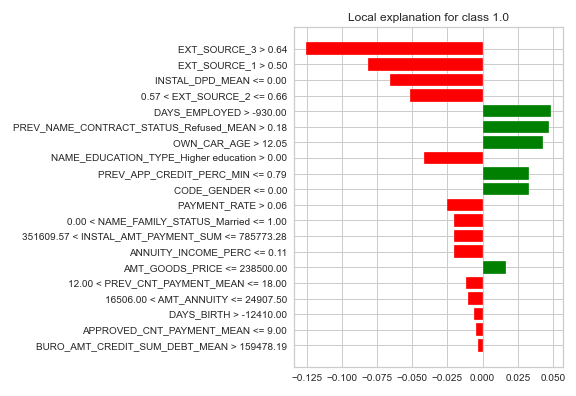 Local explanation for class 1.0
EXT_SOURCE_3 > 0.64
EXT_SOURCE_1 > 0.50
INSTAL_DPD_MEAN <= 0.00
0.57 < EXT_SOURCE_2 <= 0.66
DAYS_EMPLOYED > -930.00
PREV_NAME_CONTRACT_STATUS_Refused_MEAN > 0.18
OWN_CAR_AGE > 12.05
NAME_EDUCATION_TYPE_Higher education > 0.00
PREV_APP_CREDIT_PERC_MIN <= 0.79
CODE_GENDER <= 0.00
PAYMENT_RATE > 0.06
0.00 < NAME_FAMILY_STATUS_Married <= 1.00
351609.57 < INSTAL_AMT_PAYMENT_SUM <= 785773.28
ANNUITY_INCOME_PERC <= 0.11
AMT_GOODS_PRICE <= 238500.00
12.00 < PREV_CNT_PAYMENT_MEAN <= 18.00
16506.00 < AMT_ANNUITY <= 24907.50
DAYS_BIRTH > -12410.00
APPROVED_CNT_PAYMENT_MEAN <= 9.00
BURO_AMT_CREDIT_SUM_DEBT_MEAN > 159478.19
−0.125 −0.100 −0.075 −0.050 −0.025 0.000 0.025 0.050